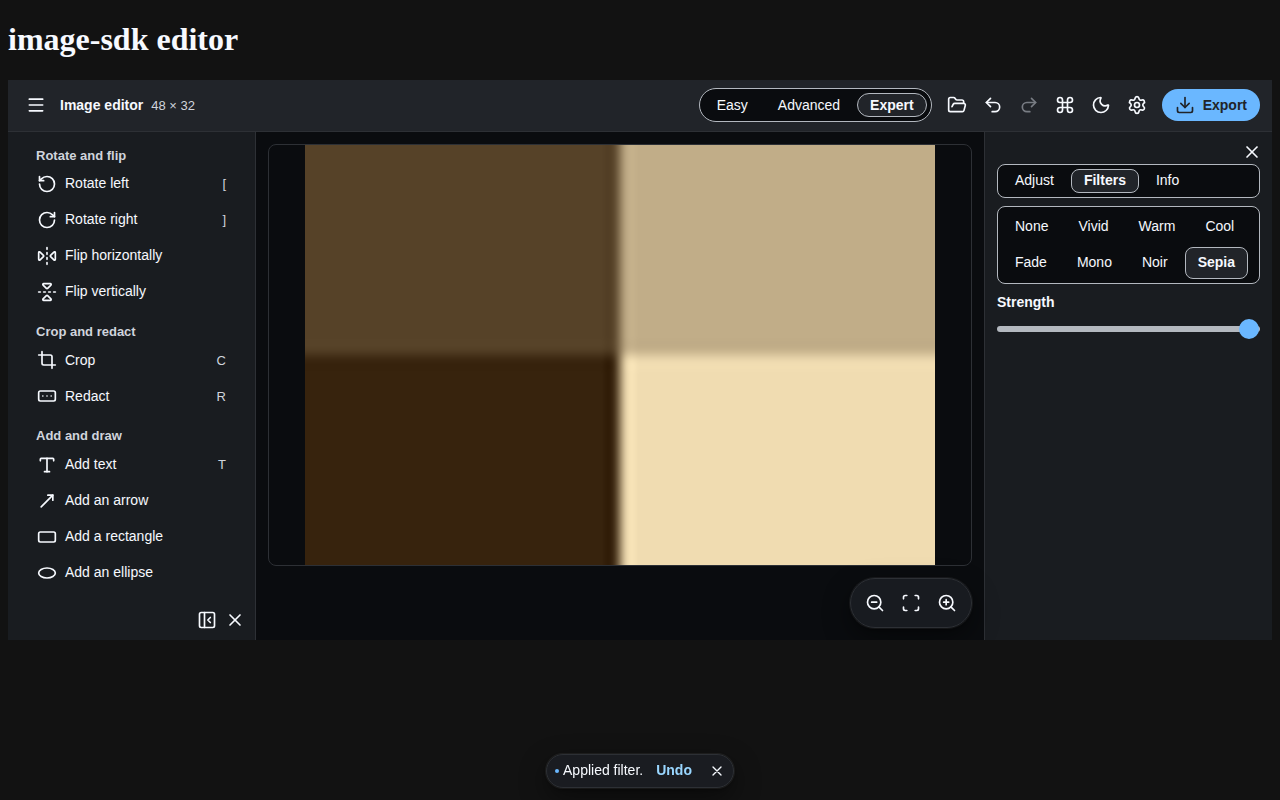 image-sdk editor
Image editor 48 × 32
Easy Advanced Expert
Export
Rotate and flip
Rotate left [
Rotate right ]
Flip horizontally
Flip vertically
Crop and redact
Crop C
Redact R
Add and draw
Add text T
Add an arrow
Add a rectangle
Add an ellipse
Adjust Filters Info
None Vivid Warm Cool
Fade Mono Noir Sepia
Strength
Applied filter. Undo